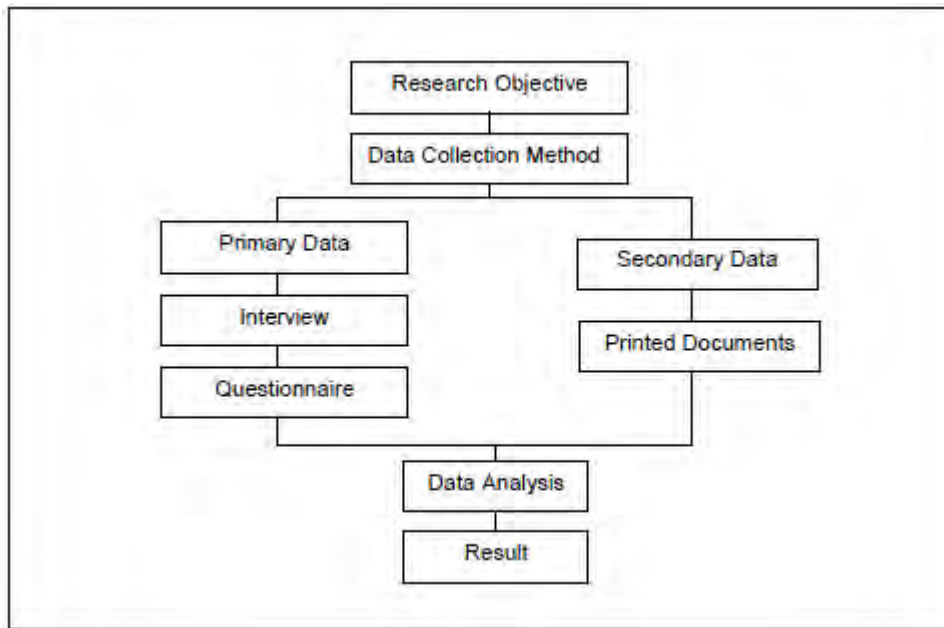 Research Objective
Data Collection Method
Primary Data
Interview
Questionnaire
Secondary Data
Printed Documents
Data Analysis
Result